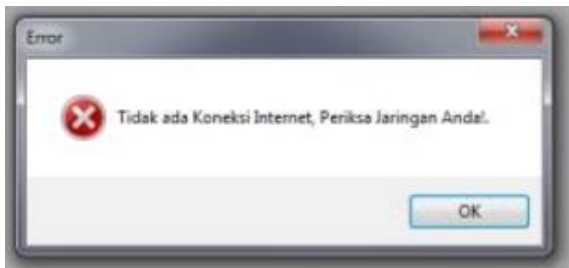 Error
Tidak ada Koneksi Internet, Periksa Jaringan Anda!.
OK